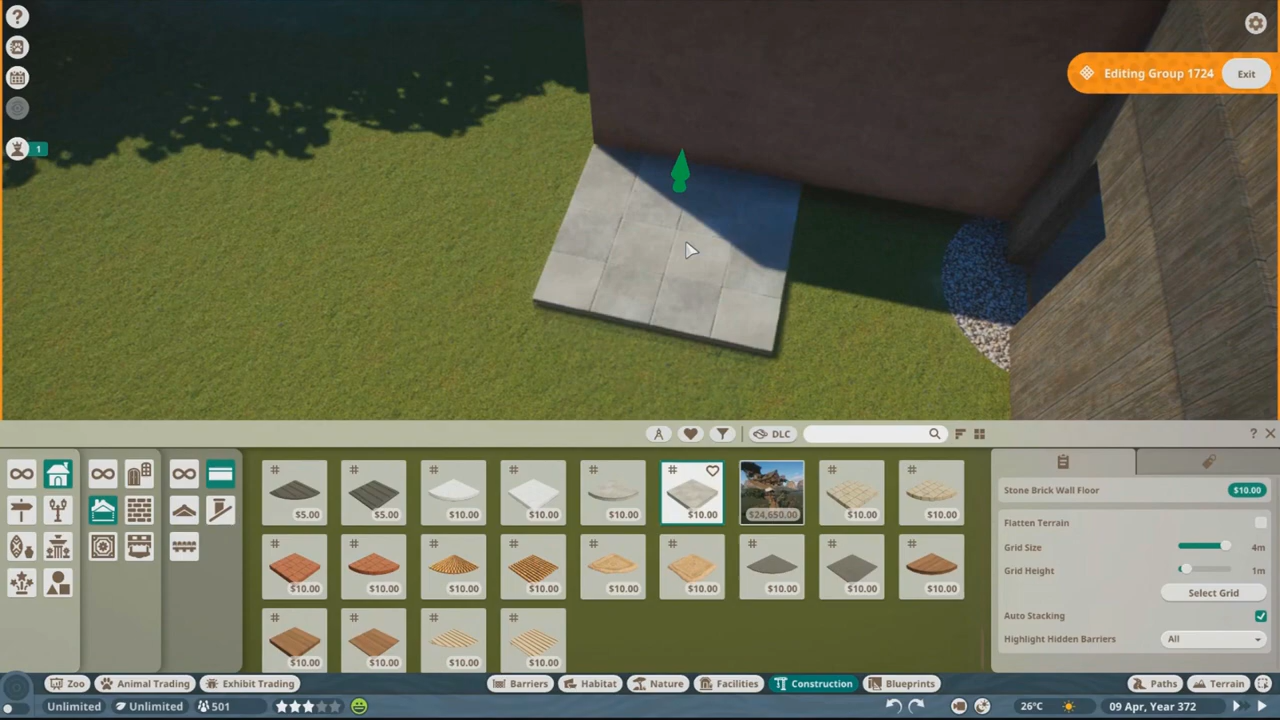 ?
Editing Group 1724 Exit
1
DLC
? ×
$5.00 $5.00 $10.00 $10.00 $10.00 $10.00 $24,650.00 $10.00 $10.00
$10.00 $10.00 $10.00 $10.00 $10.00 $10.00 $10.00 $10.00 $10.00
$10.00 $10.00 $10.00 $10.00
Stone Brick Wall Floor $10.00
Flatten Terrain
Grid Size 4m
Grid Height 1m
Select Grid
Auto Stacking
Highlight Hidden Barriers All
Zoo Animal Trading Exhibit Trading Barriers Habitat Nature Facilities Construction Blueprints Paths Terrain
Unlimited Unlimited 501 26°C 09 Apr, Year 372